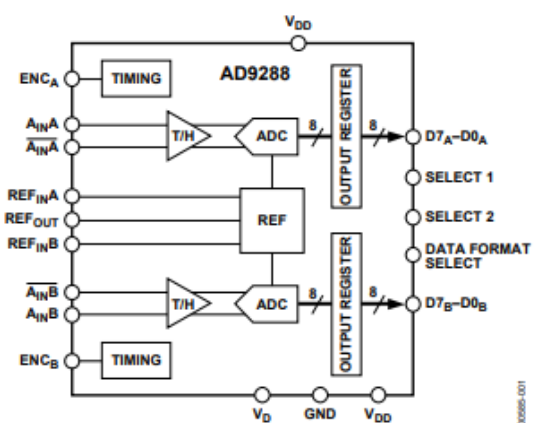 VDD
ENCA
TIMING
AD9288
OUTPUT REGISTER
AINA
AINA
T/H
ADC
8
8
D7A–D0A
SELECT 1
REFINA
REFOUT
REFINB
REF
SELECT 2
DATA FORMAT
SELECT
OUTPUT REGISTER
AINB
AINB
T/H
ADC
8
8
D7B–D0B
ENCB
TIMING
VD
GND
VDD
00585-001